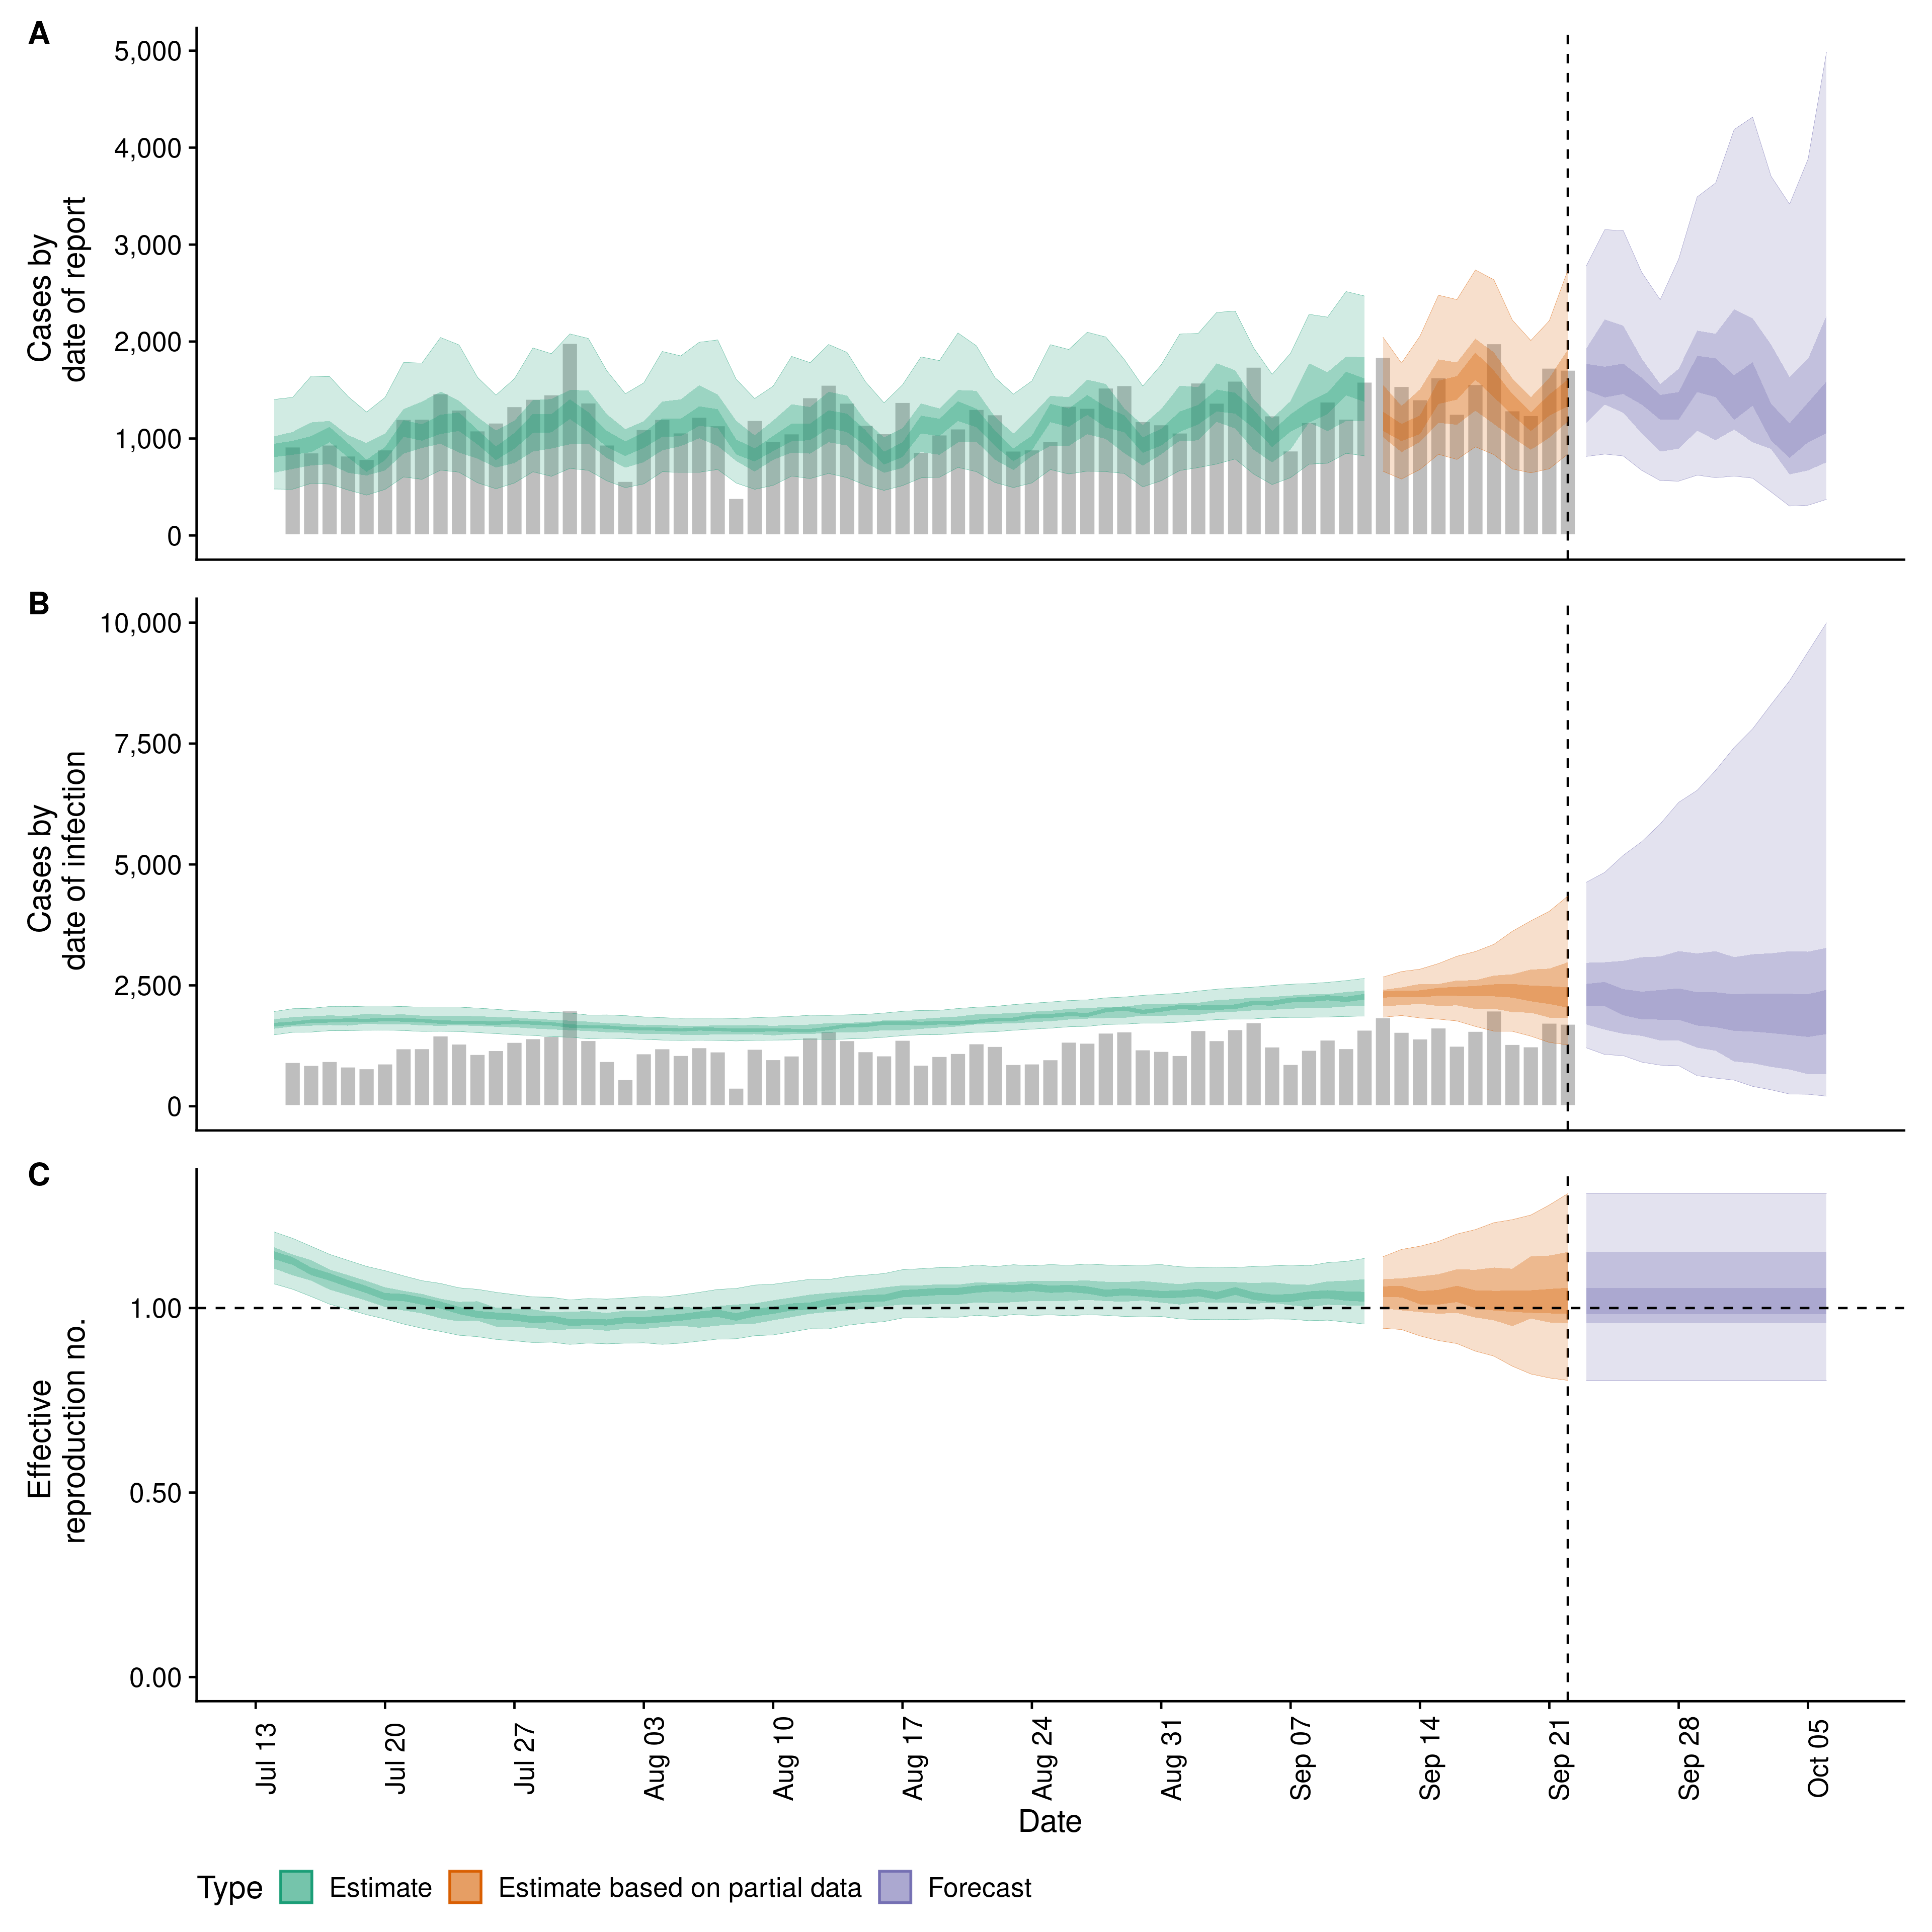 A
5,000
4,000
3,000
2,000
1,000
0
Cases by
date of report
B
10,000
7,500
5,000
2,500
0
Cases by
date of infection
C
1.00
0.50
0.00
Effective
reproduction no.
Jul 13
Jul 20
Jul 27
Aug 03
Aug 10
Aug 17
Aug 24
Aug 31
Sep 07
Sep 14
Sep 21
Sep 28
Oct 05
Date
Type
Estimate
Estimate based on partial data
Forecast